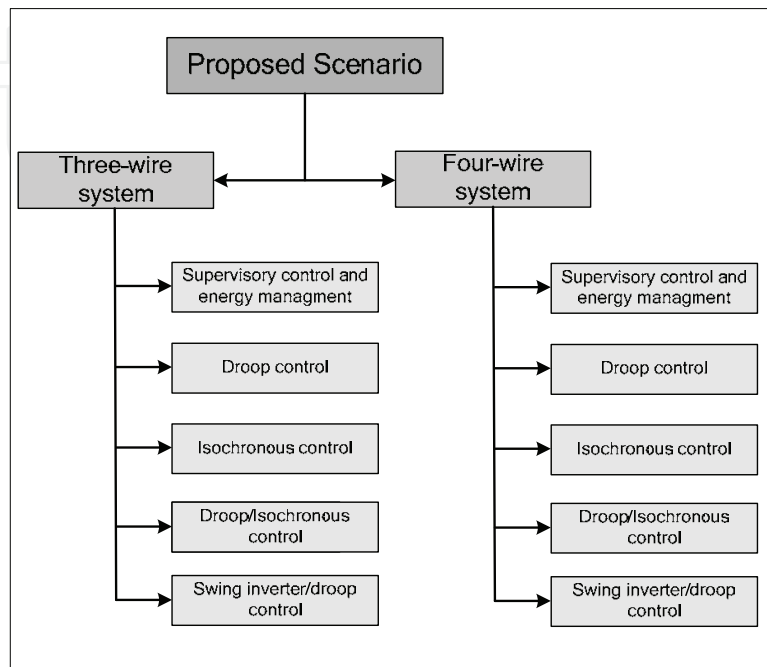 Proposed Scenario
Three-wire
system
Four-wire
system
Supervisory control and
energy managment
Droop control
Isochronous control
Droop/Isochronous
control
Swing inverter/droop
control
Supervisory control and
energy managment
Droop control
Isochronous control
Droop/Isochronous
control
Swing inverter/droop
control